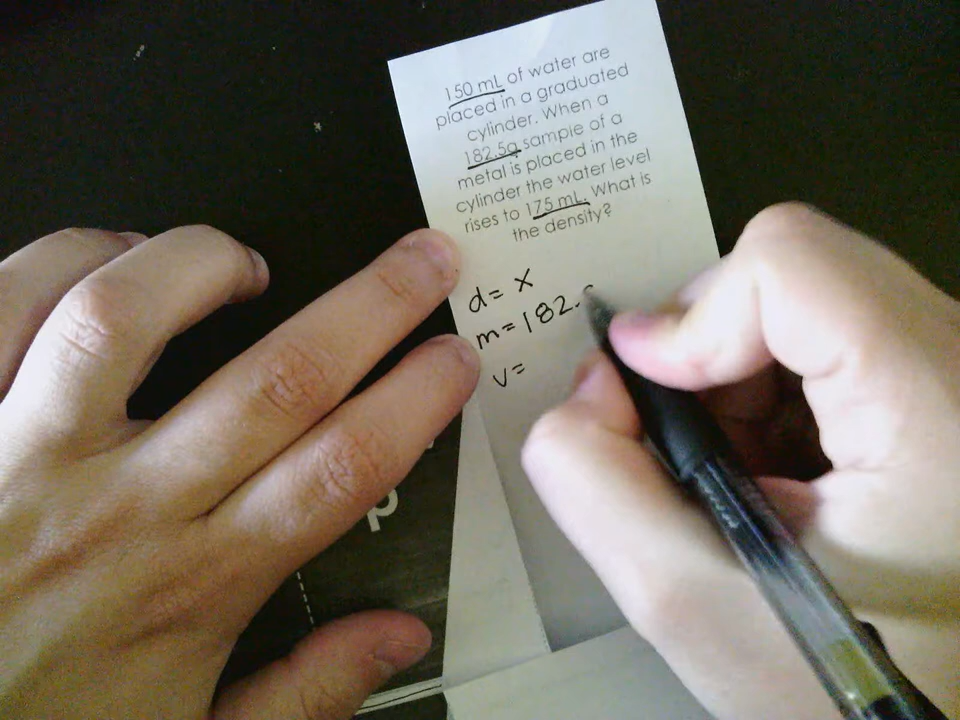 150 mL of water are
placed in a graduated
cylinder. When a
182.5g sample of a
metal is placed in the
cylinder the water level
rises to 175 mL. What is
the density?
d= x
m=182.
v=